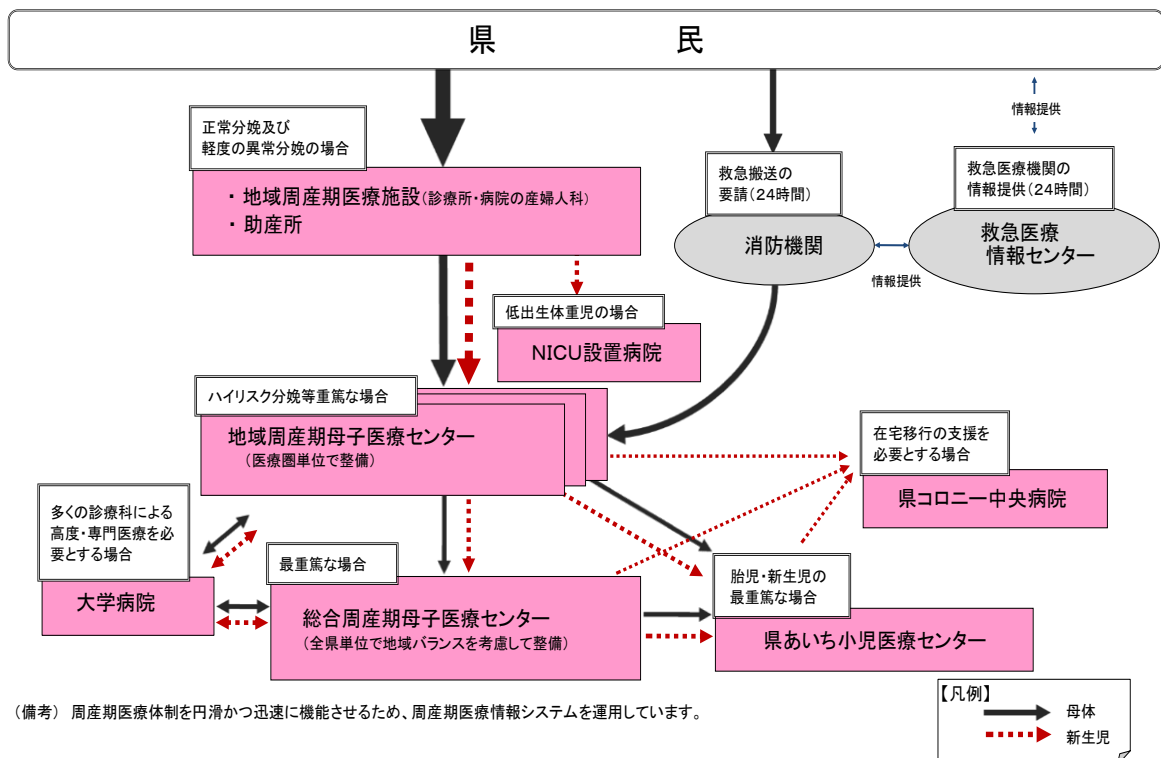 県　民
情報提供
正常分娩及び
軽度の異常分娩の場合
・ 地域周産期医療施設(診療所・病院の産婦人科)
・ 助産所
救急搬送の
要請(24時間)
消防機関
救急医療機関の
情報提供(24時間)
救急医療
情報センター
情報提供
低出生体重児の場合
NICU設置病院
ハイリスク分娩等重篤な場合
地域周産期母子医療センター
(医療圏単位で整備)
在宅移行の支援を
必要とする場合
県コロニー中央病院
多くの診療科による
高度・専門医療を必
要とする場合
大学病院
最重篤な場合
総合周産期母子医療センター
(全県単位で地域バランスを考慮して整備)
胎児・新生児の
最重篤な場合
県あいち小児医療センター
(備考)　周産期医療体制を円滑かつ迅速に機能させるため、周産期医療情報システムを運用しています。
【凡例】
母体
新生児